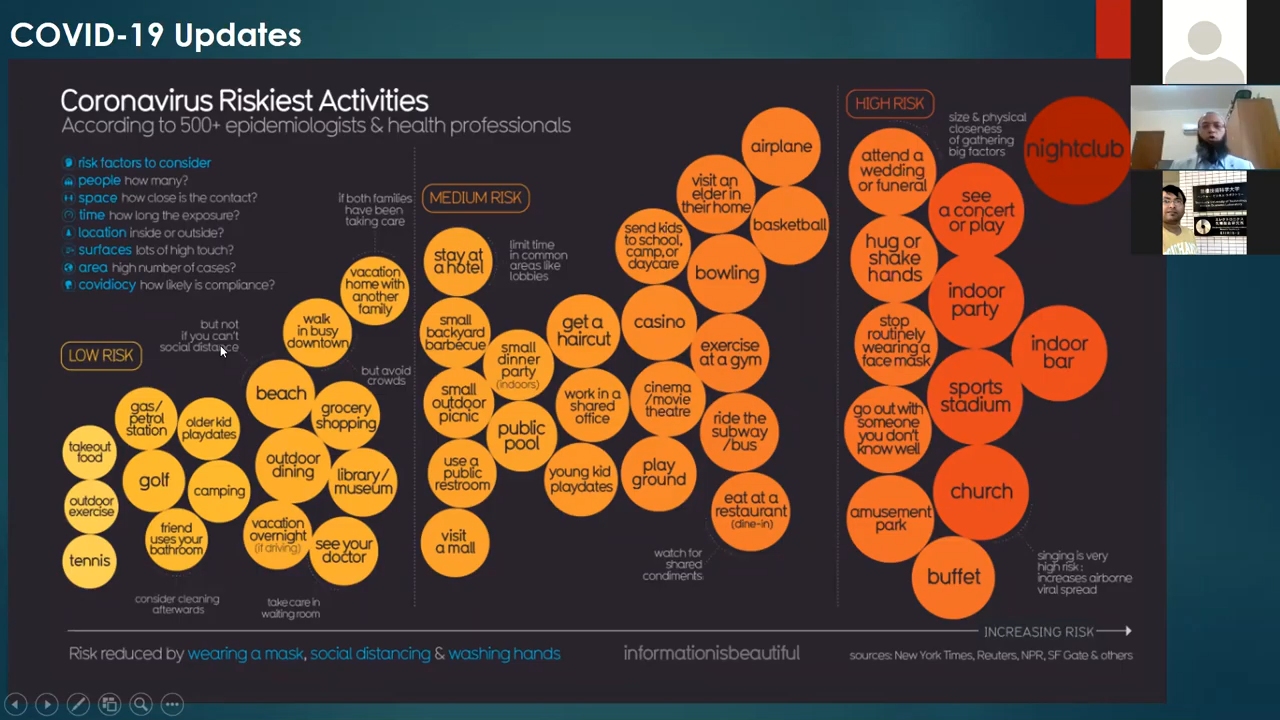 COVID-19 Updates
Coronavirus Riskiest Activities
According to 500+ epidemiologists & health professionals
risk factors to consider
people how many?
space how close is the contact?
time how long the exposure?
location inside or outside?
surfaces lots of high touch?
area high number of cases?
covidiocy how likely is compliance?
LOW RISK
takeout
food
outdoor
exercise
tennis
gas/
petrol
station
golf
friend
uses your
bathroom
consider cleaning
afterwards
older kid
playdates
camping
but not
if you can't
social distance
beach
outdoor
dining
vacation
overnight
(if driving)
walk
in busy
downtown
but avoid
crowds
grocery
shopping
library/
museum
see your
doctor
take care in
waiting room
if both families
have been
taking care
vacation
home with
another
family
MEDIUM RISK
stay at
a hotel
limit time
in common
areas like
lobbies
small
backyard
barbecue
small
outdoor
picnic
use a
public
restroom
visit
a mall
small
dinner
party
(indoors)
public
pool
get a
haircut
work in a
shared
office
young kid
playdates
send kids
to school,
camp, or
daycare
casino
cinema
/movie
theatre
play
ground
visit an
elder in
their home
bowling
exercise
at a gym
ride the
subway
/bus
eat at a
restaurant
(dine-in)
watch for
shared
condiments
airplane
basketball
HIGH RISK
attend a
wedding
or funeral
hug or
shake
hands
stop
routinely
wearing a
face mask
go out with
someone
you don't
know well
amusement
park
buffet
size & physical
closeness
of gathering
big factors
see
a concert
or play
indoor
party
sports
stadium
church
singing is very
high risk :
increases airborne
viral spread
nightclub
indoor
bar
INCREASING RISK
Risk reduced by wearing a mask, social distancing & washing hands
informationisbeautiful
sources: New York Times, Reuters, NPR, SF Gate & others